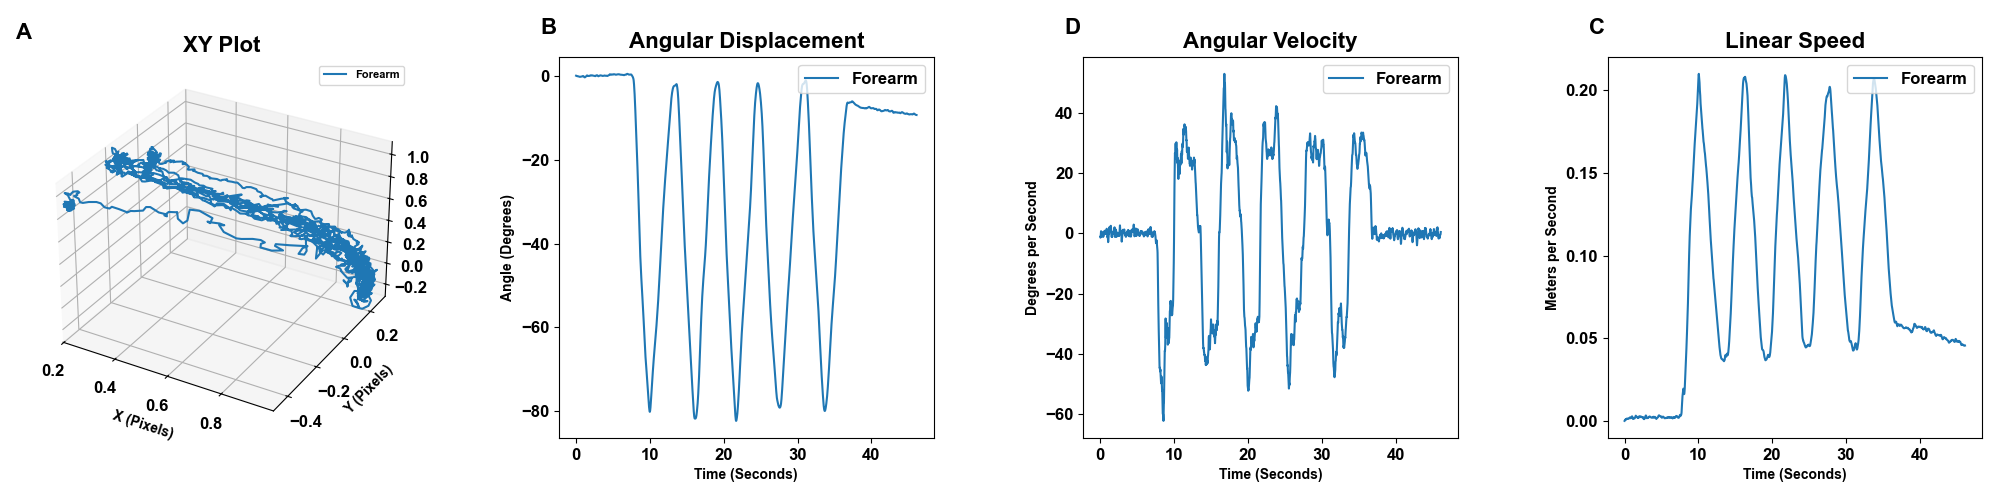 A
XY Plot
Forearm
1.0
0.8
0.6
0.4
0.2
0.0
−0.2
0.2
0.0
−0.2
−0.4
Y (Pixels)
0.2
0.4
0.6
0.8
X (Pixels)
B
Angular Displacement
Forearm
0
−20
−40
−60
−80
Angle (Degrees)
0 10 20 30 40
Time (Seconds)
D
Angular Velocity
Forearm
40
20
0
−20
−40
−60
Degrees per Second
0 10 20 30 40
Time (Seconds)
C
Linear Speed
Forearm
0.20
0.15
0.10
0.05
0.00
Meters per Second
0 10 20 30 40
Time (Seconds)